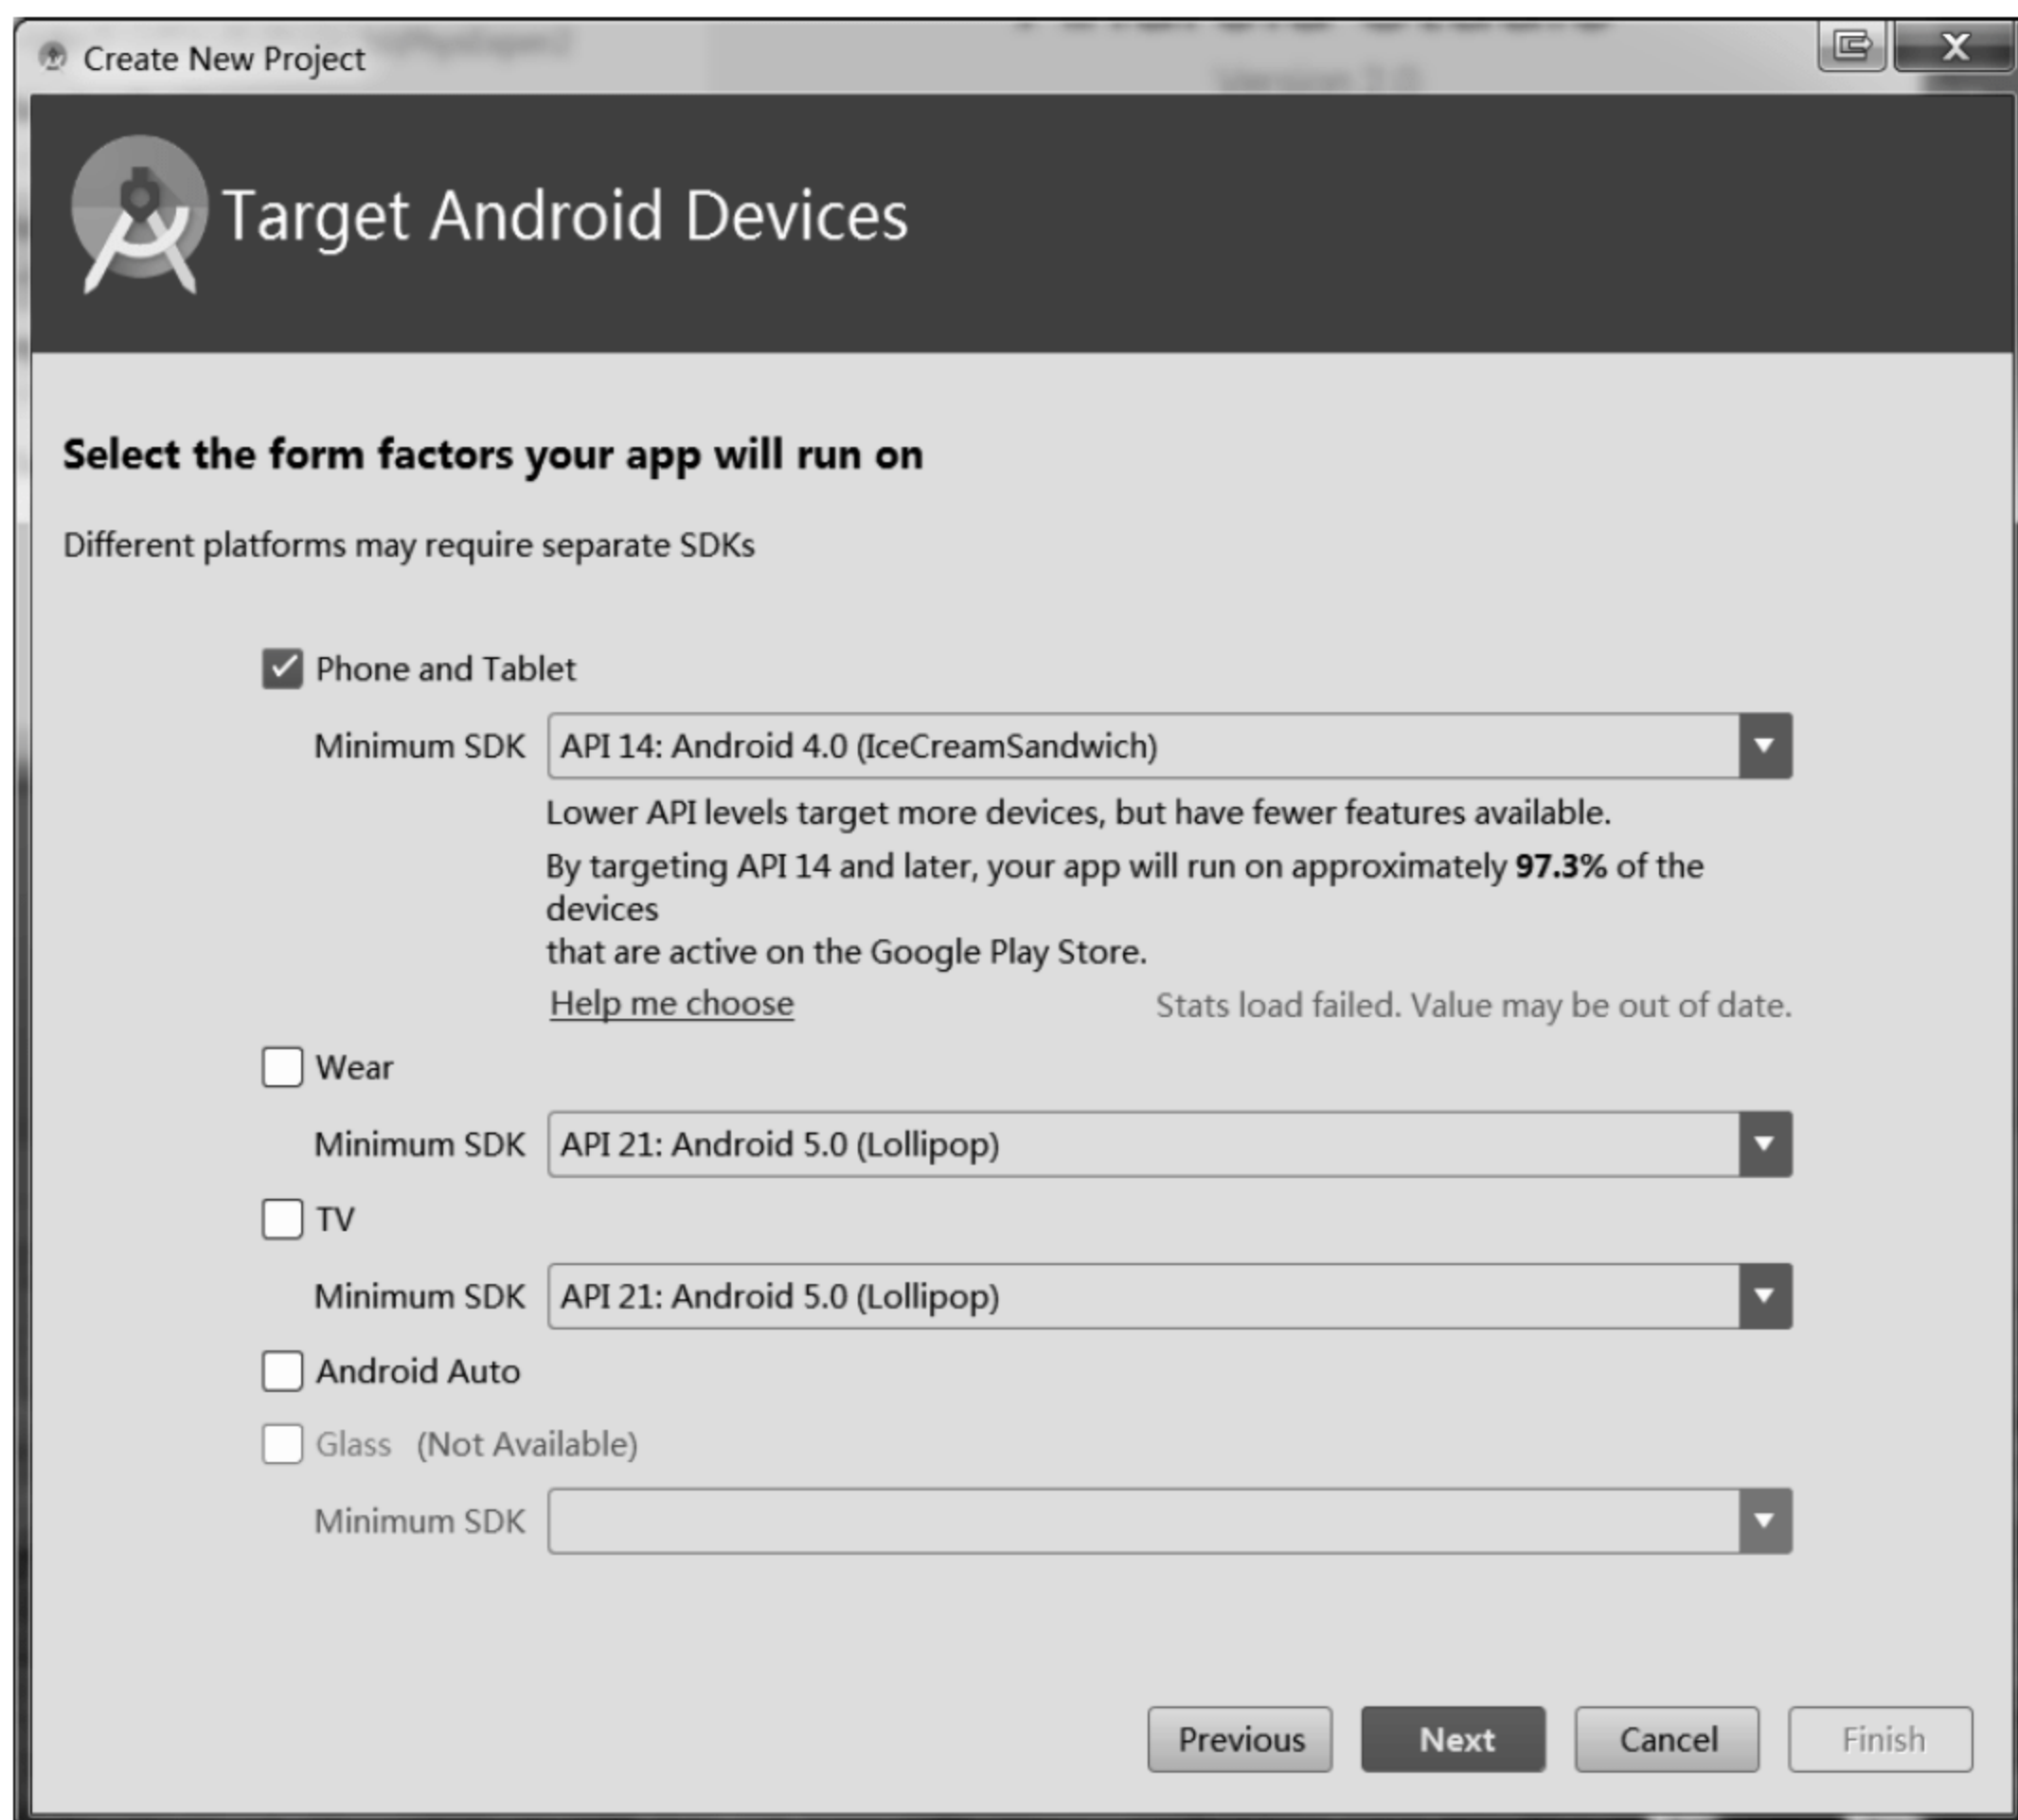 Create New Project
Target Android Devices
Select the form factors your app will run on
Different platforms may require separate SDKs
Phone and Tablet
Minimum SDK API 14: Android 4.0 (IceCreamSandwich)
Lower API levels target more devices, but have fewer features available.
By targeting API 14 and later, your app will run on approximately 97.3% of the
devices
that are active on the Google Play Store.
Help me choose Stats load failed. Value may be out of date.
Wear
Minimum SDK API 21: Android 5.0 (Lollipop)
TV
Minimum SDK API 21: Android 5.0 (Lollipop)
Android Auto
Glass (Not Available)
Minimum SDK
Previous Next Cancel Finish